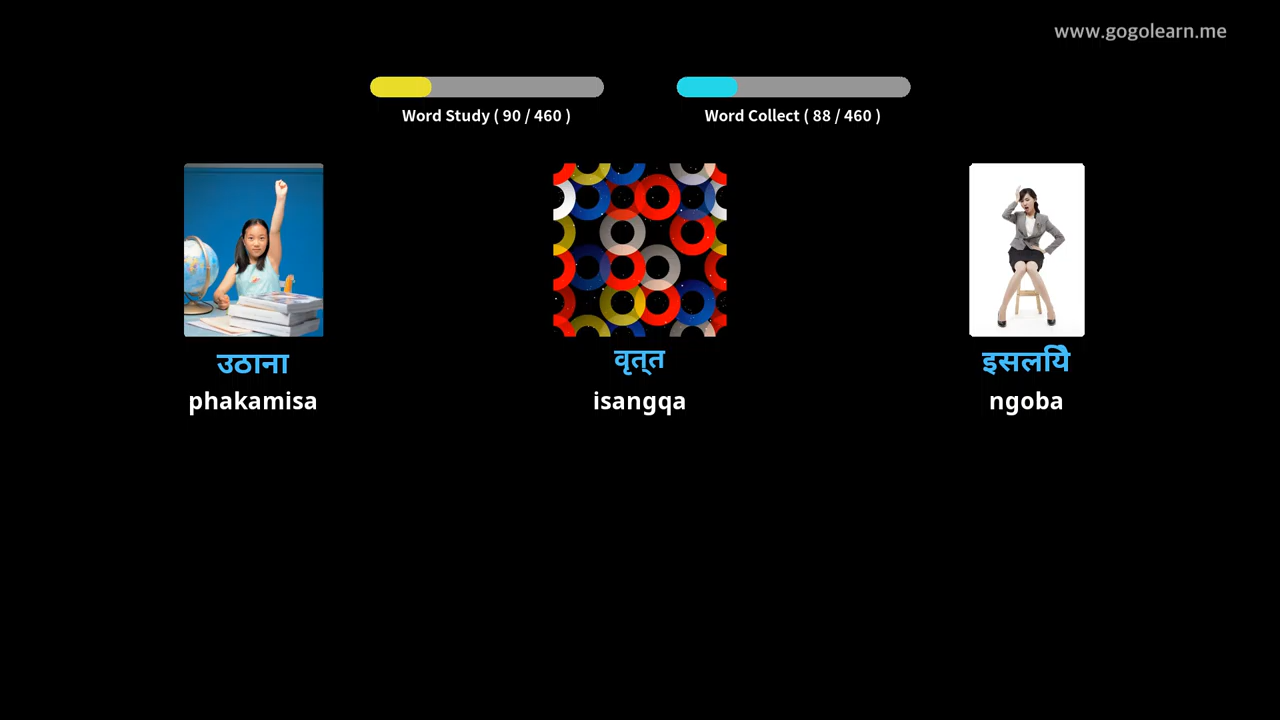 www.gogolearn.me
Word Study ( 90 / 460 )
Word Collect ( 88 / 460 )
उठाना
वृत्त
इसलिये
phakamisa
isangqa
ngoba